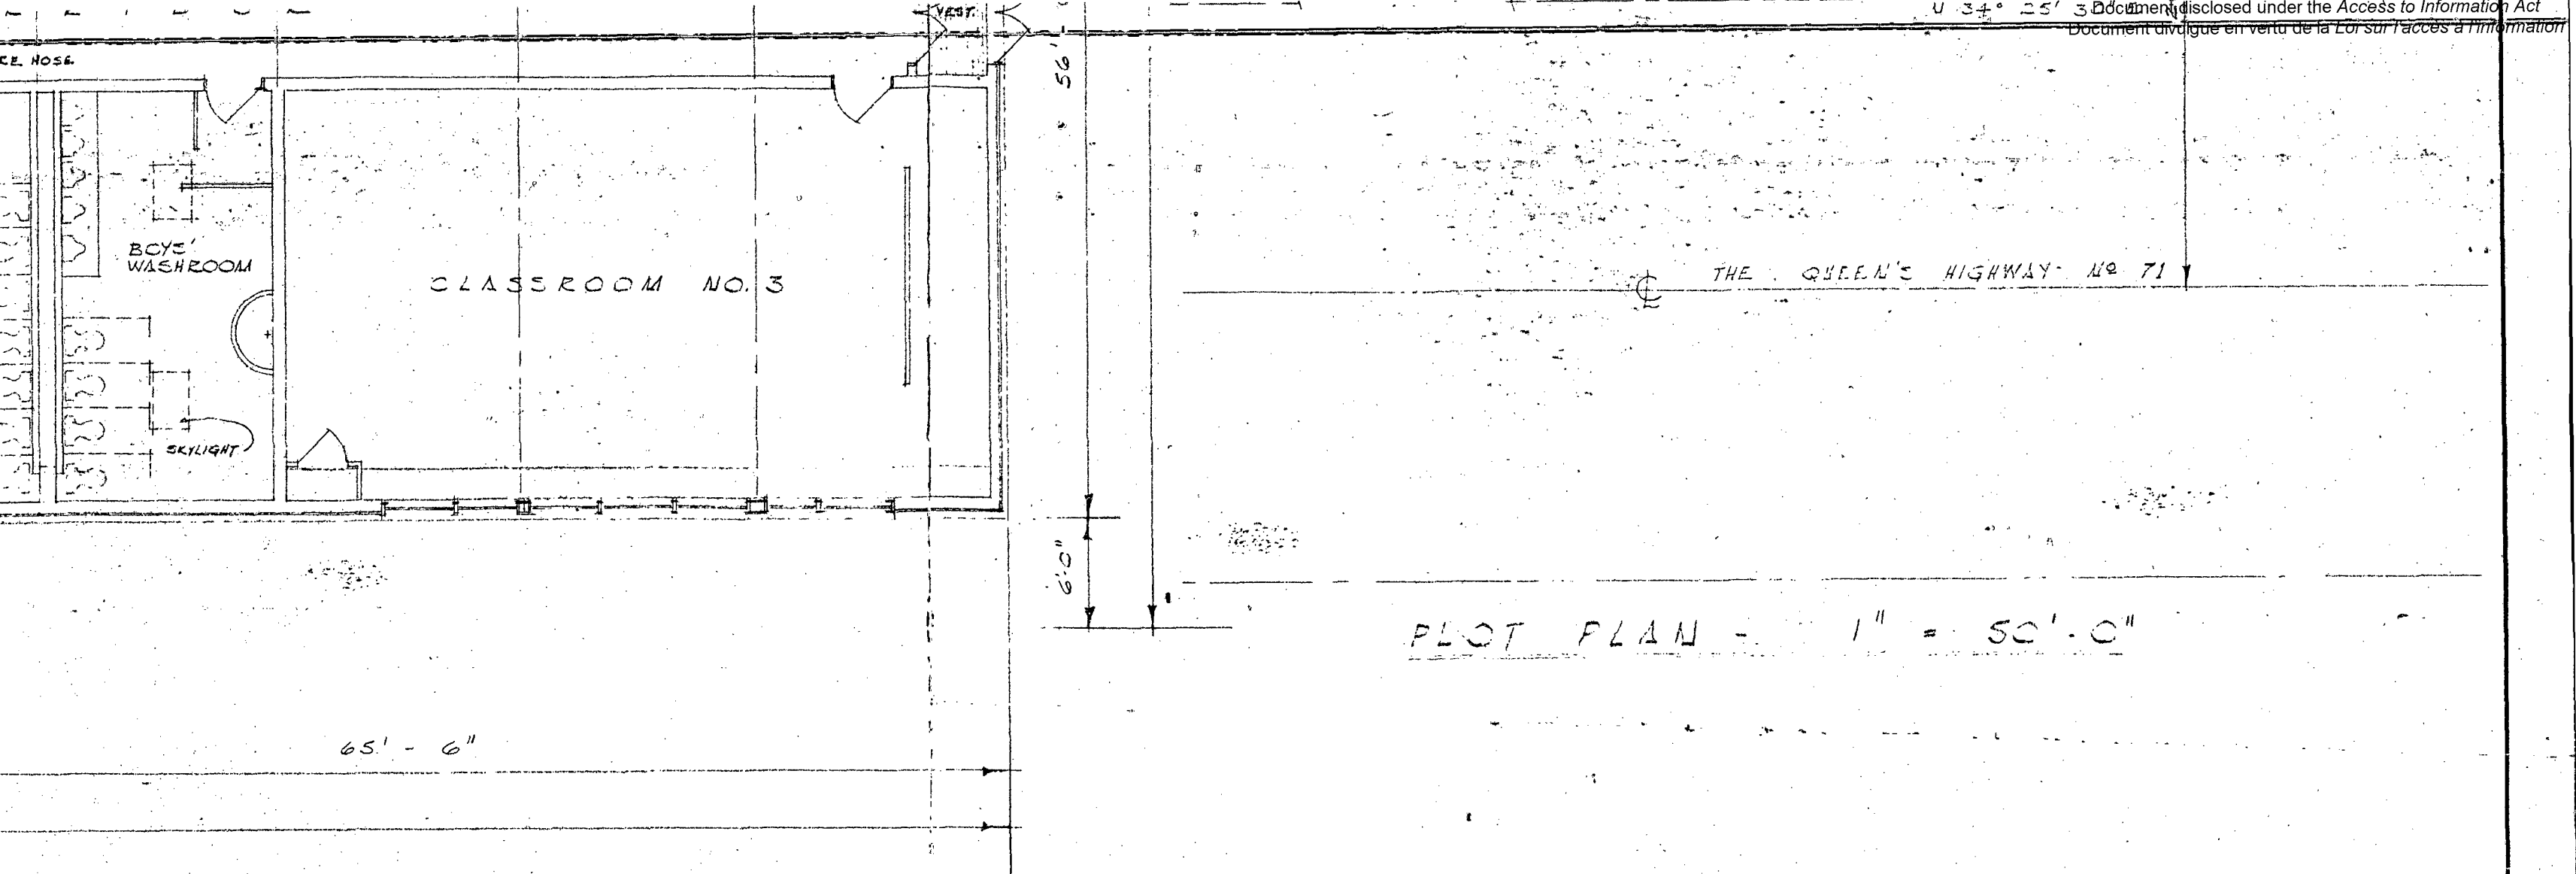 VEST.
Document disclosed under the Access to Information Act
Document divulgué en vertu de la Loi sur l'accès à l'information
CE HOSE
56'
BOYS'
WASHROOM
CLASSROOM NO. 3
THE QUEEN'S HIGHWAY Nº 71
SKYLIGHT
6'-0"
PLOT PLAN - 1" = 50'-0"
65' - 6"